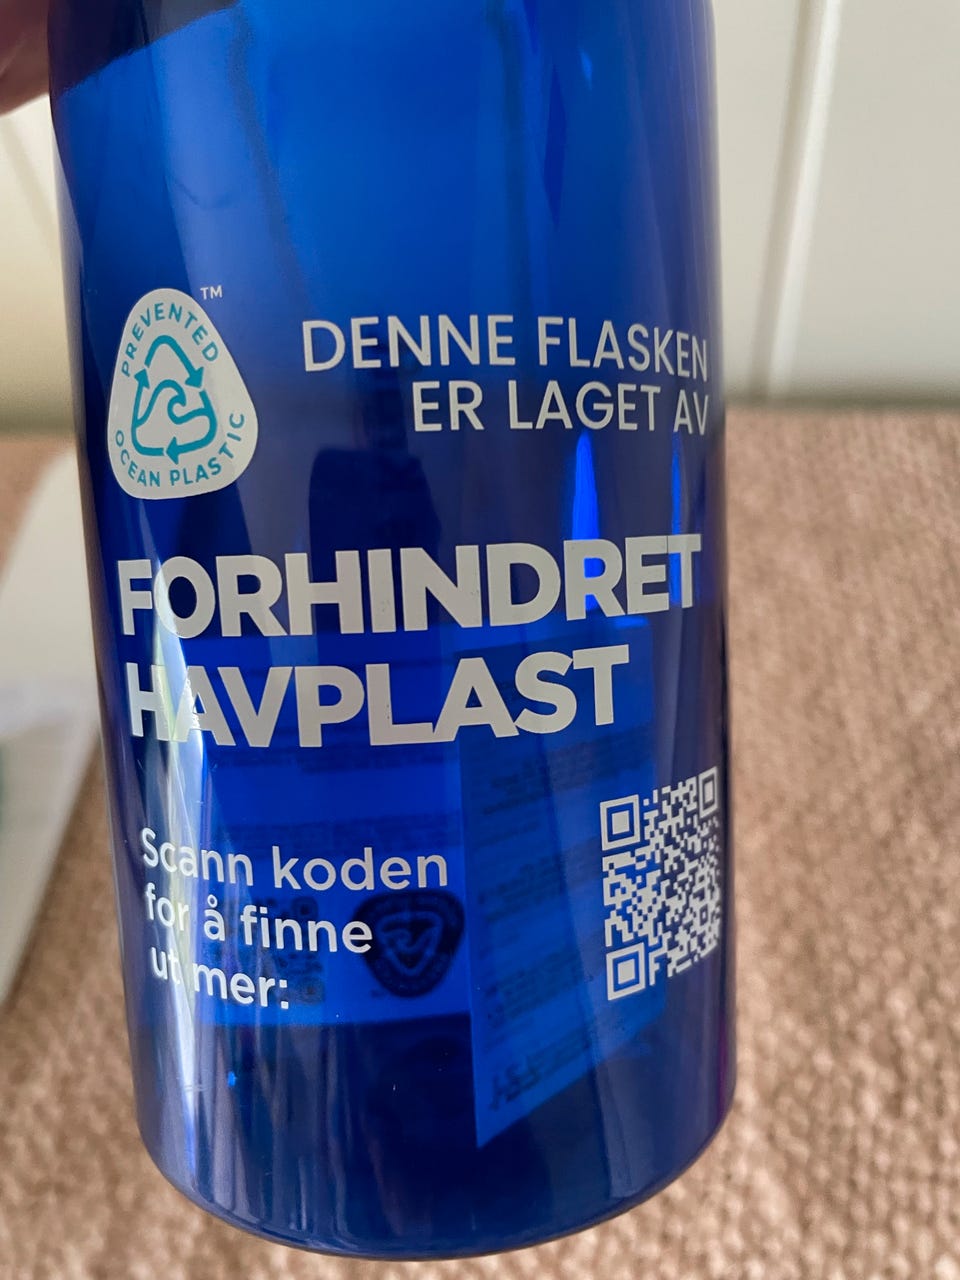 PREVENTED
OCEAN PLASTIC
TM
DENNE FLASKEN
ER LAGET AV
FORHINDRET
HAVPLAST
Scann koden
for å finne
ut mer: